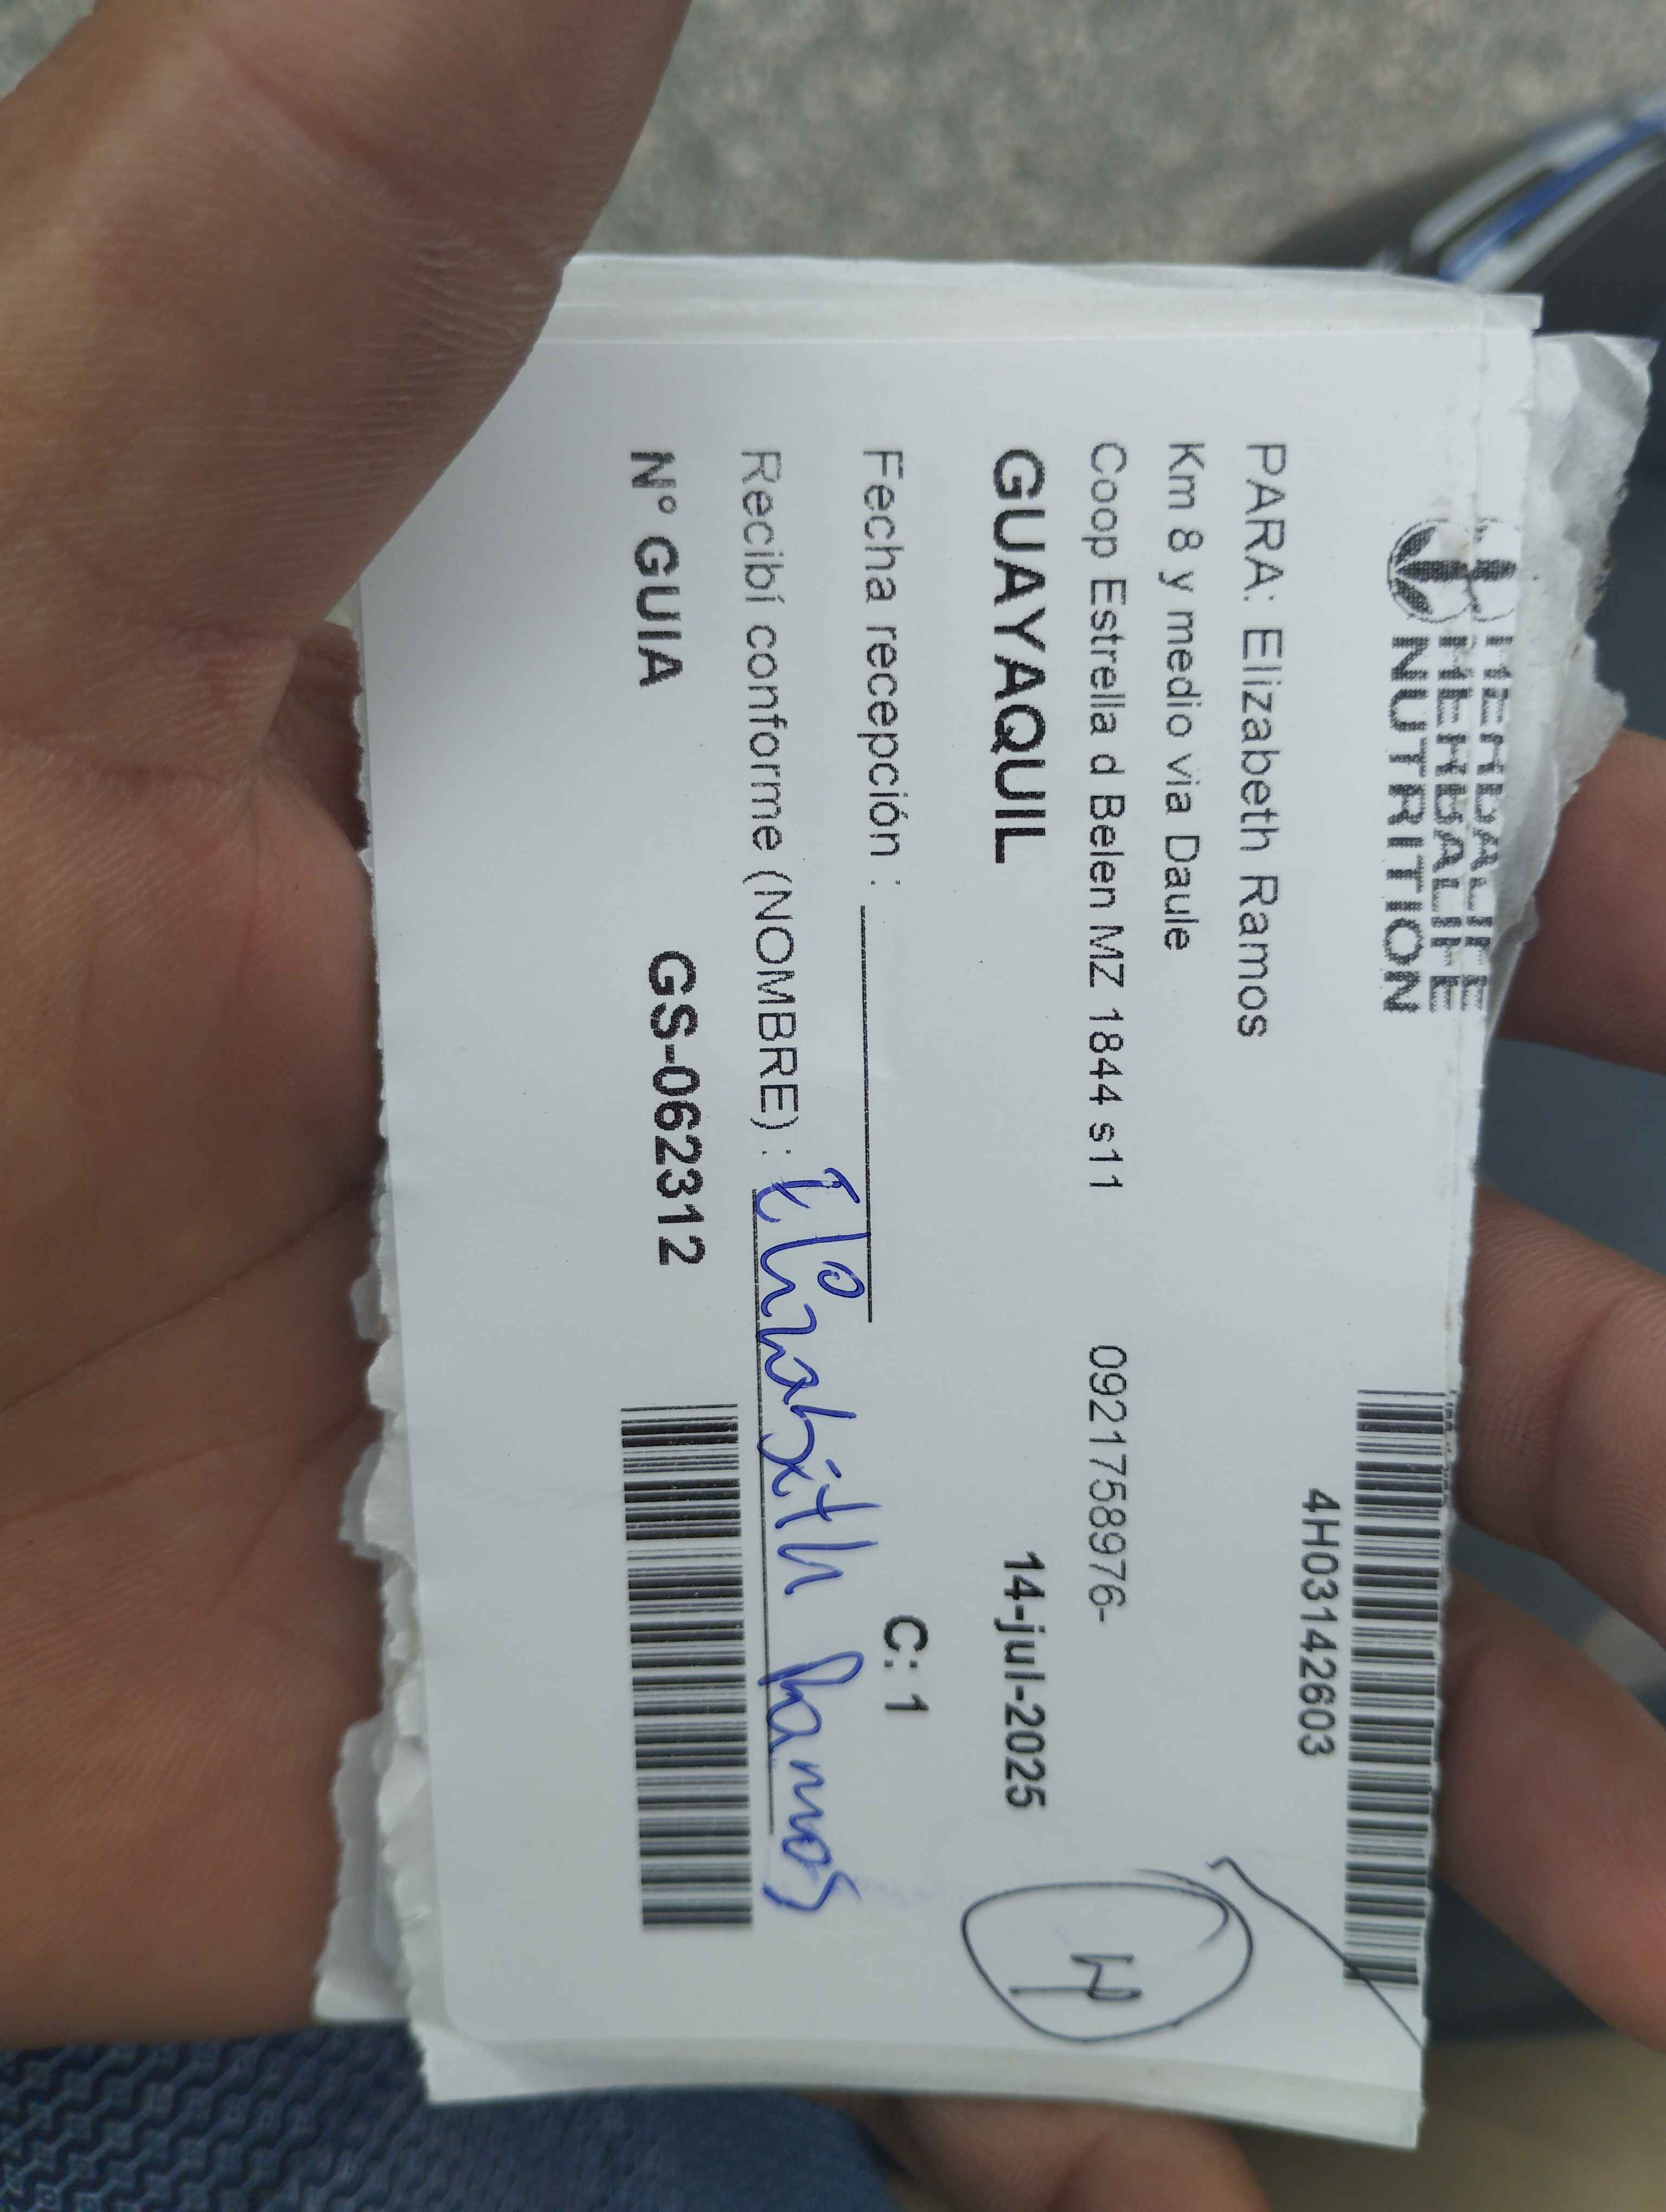 HERBALIFE
NUTRITION
4H03142603
PARA: Elizabeth Ramos
Km 8 y medio via Daule
Coop Estrella d Belen MZ 1844 s11 0921758976-
GUAYAQUIL 14-jul-2025
4
Fecha recepción : C: 1
Recibí conforme (NOMBRE) : Elizabeth Ramos
N° GUIA GS-062312